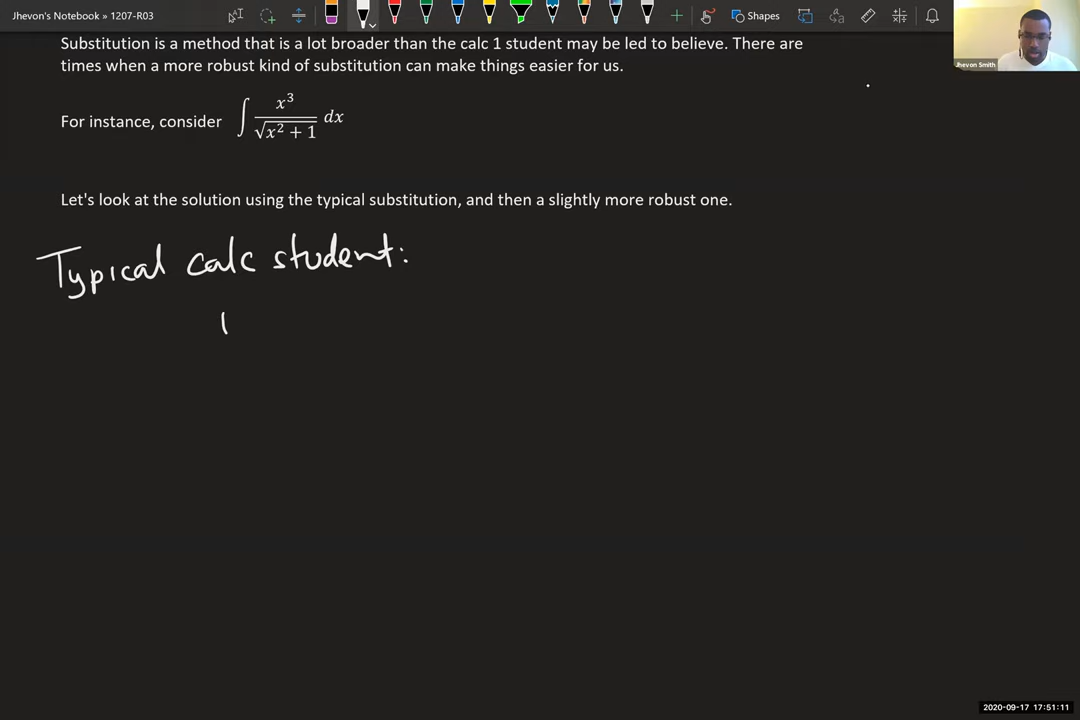 Jhevon's Notebook » 1207-R03
Shapes
Jhevon Smith
Substitution is a method that is a lot broader than the calc 1 student may be led to believe. There are
times when a more robust kind of substitution can make things easier for us.
For instance, consider ∫ x³/√(x² + 1) dx
Let's look at the solution using the typical substitution, and then a slightly more robust one.
Typical calc student:
2020-09-17 17:51:11